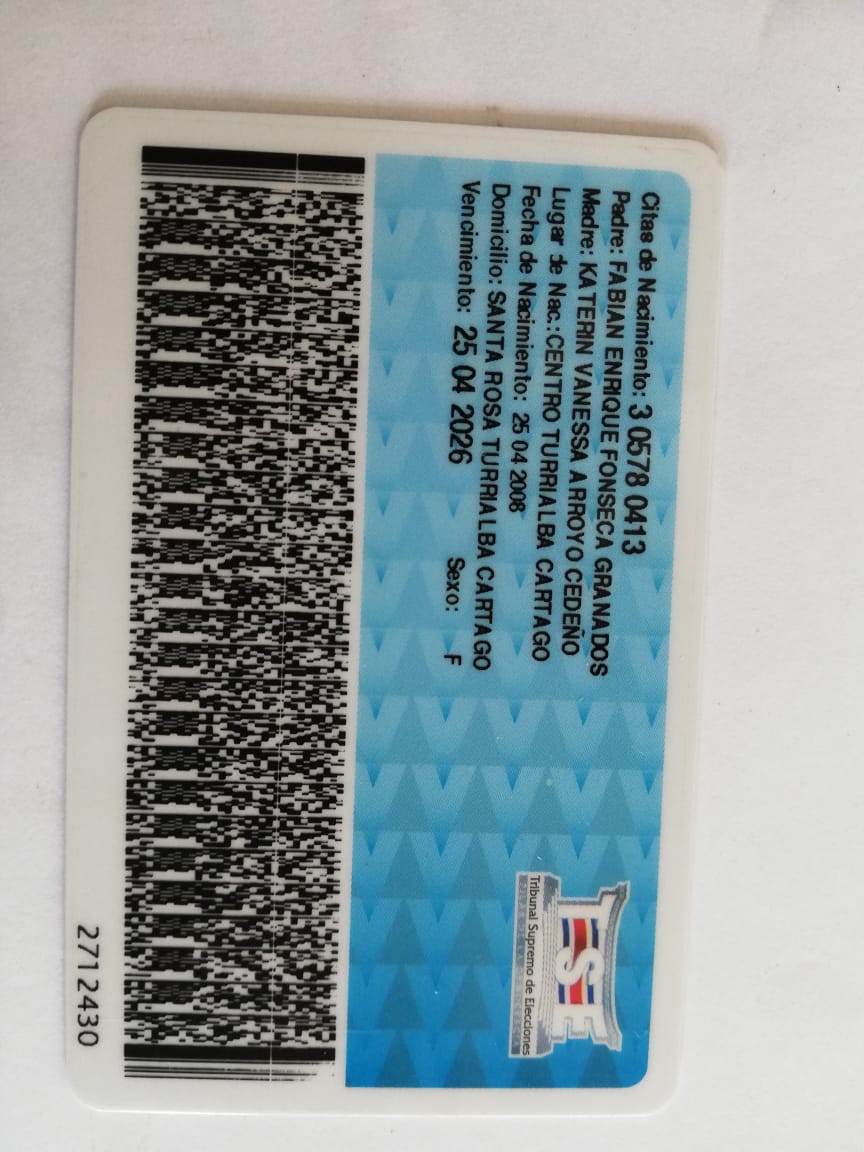 Citas de Nacimiento: 3 0578 0413
Padre: FABIAN ENRIQUE FONSECA GRANADOS
Madre: KATERIN VANESSA ARROYO CEDEÑO
Lugar de Nac.: CENTRO TURRIALBA CARTAGO
Fecha de Nacimiento: 25 04 2008
Domicilio: SANTA ROSA TURRIALBA CARTAGO
Vencimiento: 25 04 2026 Sexo: F
TSE
Tribunal Supremo de Elecciones
2712430